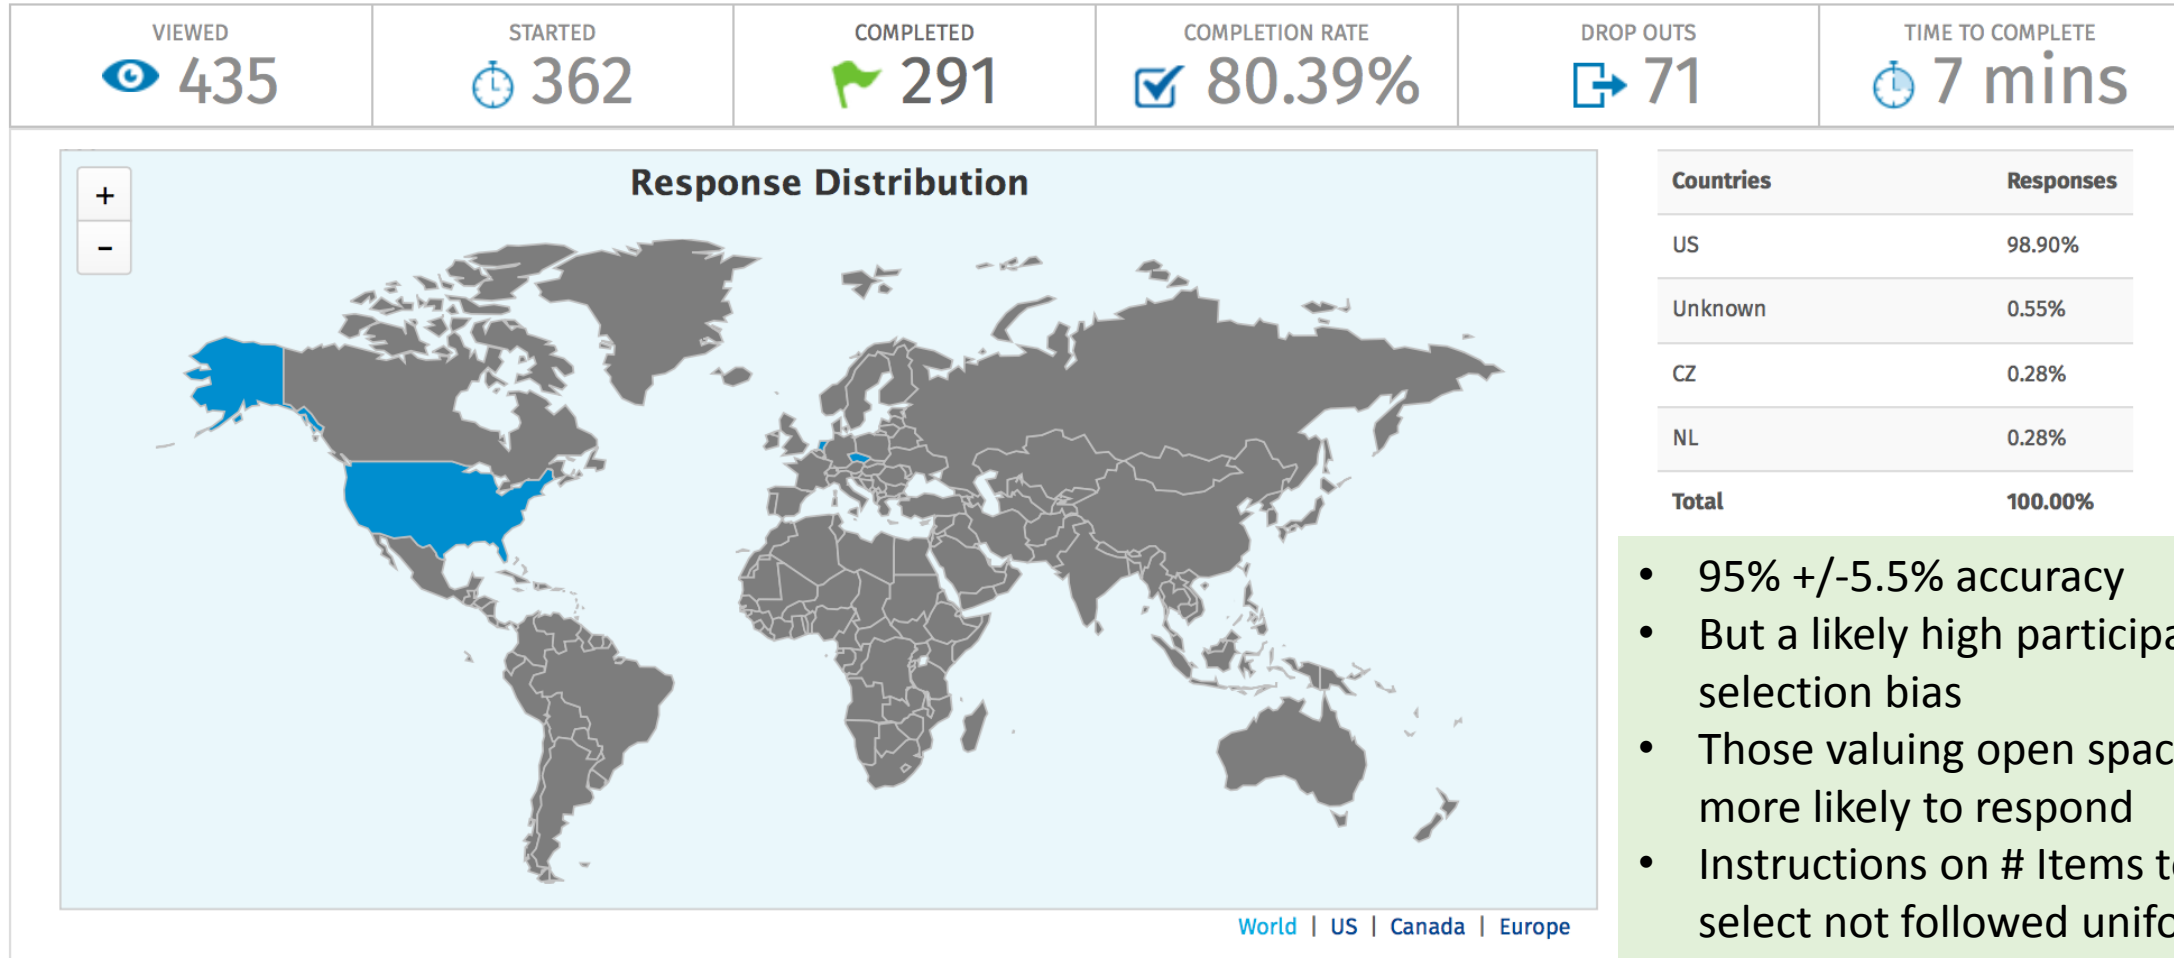 VIEWED STARTED COMPLETED COMPLETION RATE DROP OUTS TIME TO COMPLETE
435 362 291 80.39% 71 7 mins
+
Response Distribution
-
Countries Responses
US 98.90%
Unknown 0.55%
CZ 0.28%
NL 0.28%
Total 100.00%
• 95% +/-5.5% accuracy
• But a likely high
selection bias
• Those valuing open
more likely to respond
• Instructions on # Items
select not followed
World | US | Canada | Europe